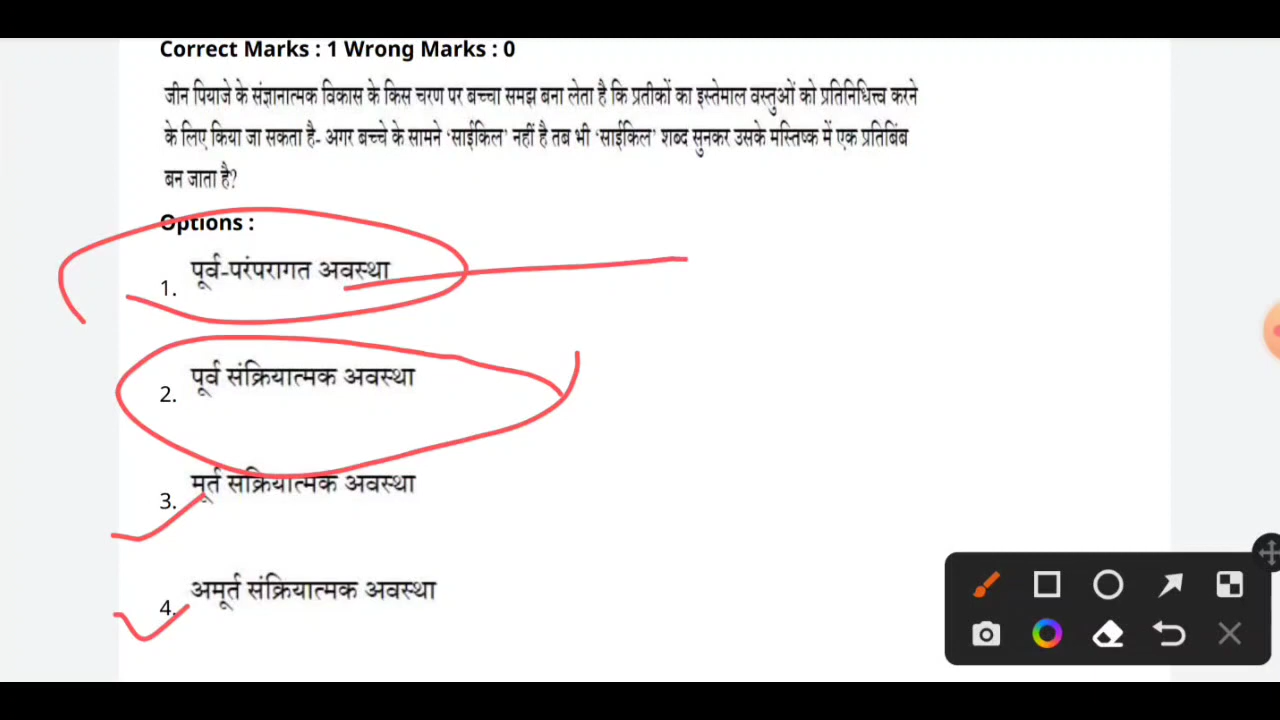 Correct Marks : 1 Wrong Marks : 0
जीन पियाजे के संज्ञानात्मक विकास के किस चरण पर बच्चा समझ बना लेता है कि प्रतीकों का इस्तेमाल वस्तुओं को प्रतिनिधित्त्व करने
के लिए किया जा सकता है- अगर बच्चे के सामने ‘साईकिल’ नहीं है तब भी ‘साईकिल’ शब्द सुनकर उसके मस्तिष्क में एक प्रतिबिंब
बन जाता है?
Options :
1. पूर्व-परंपरागत अवस्था
2. पूर्व संक्रियात्मक अवस्था
3. मूर्त सक्रियात्मक अवस्था
4. अमूर्त संक्रियात्मक अवस्था